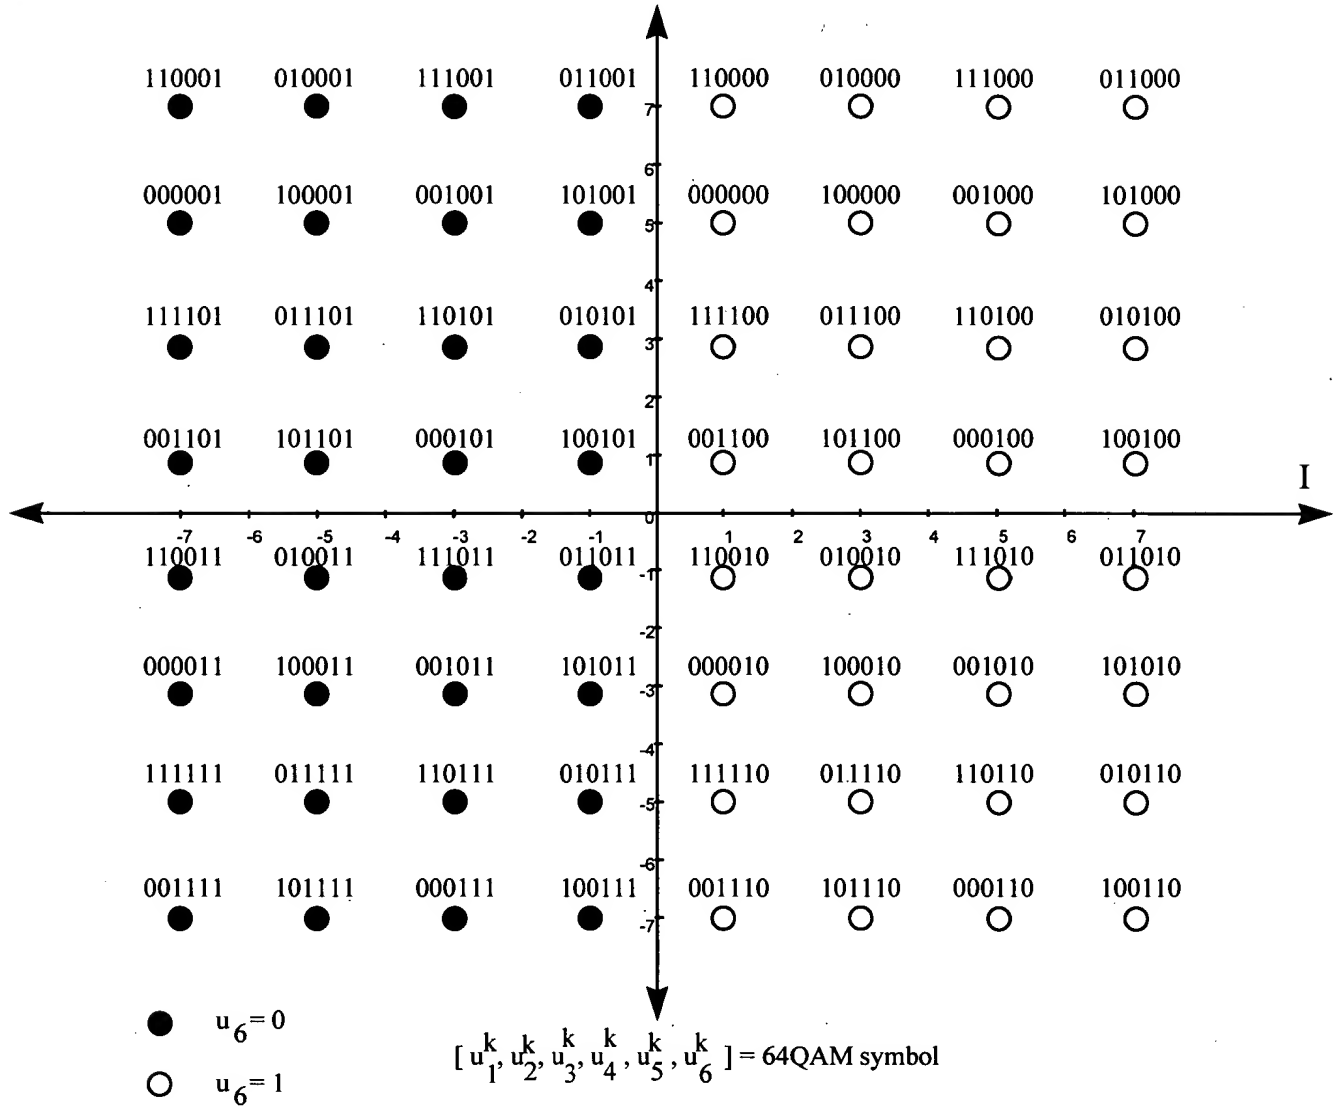 110001 010001 111001 011001 110000 010000 111000 011000
7
6
000001 100001 001001 101001 000000 100000 001000 101000
5
4
111101 011101 110101 010101 111100 011100 110100 010100
3
2
001101 101101 000101 100101 001100 101100 000100 100100
1
I
0
-7 -6 -5 -4 -3 -2 -1 1 2 3 4 5 6 7
110011 010011 111011 011011 110010 010010 111010 011010
-1
-2
000011 100011 001011 101011 000010 100010 001010 101010
-3
-4
111111 011111 110111 010111 111110 011110 110110 010110
-5
-6
001111 101111 000111 100111 001110 101110 000110 100110
-7
u6=0
[ u1k, u2k, u3k, u4k, u5k, u6k ] = 64QAM symbol
u6=1